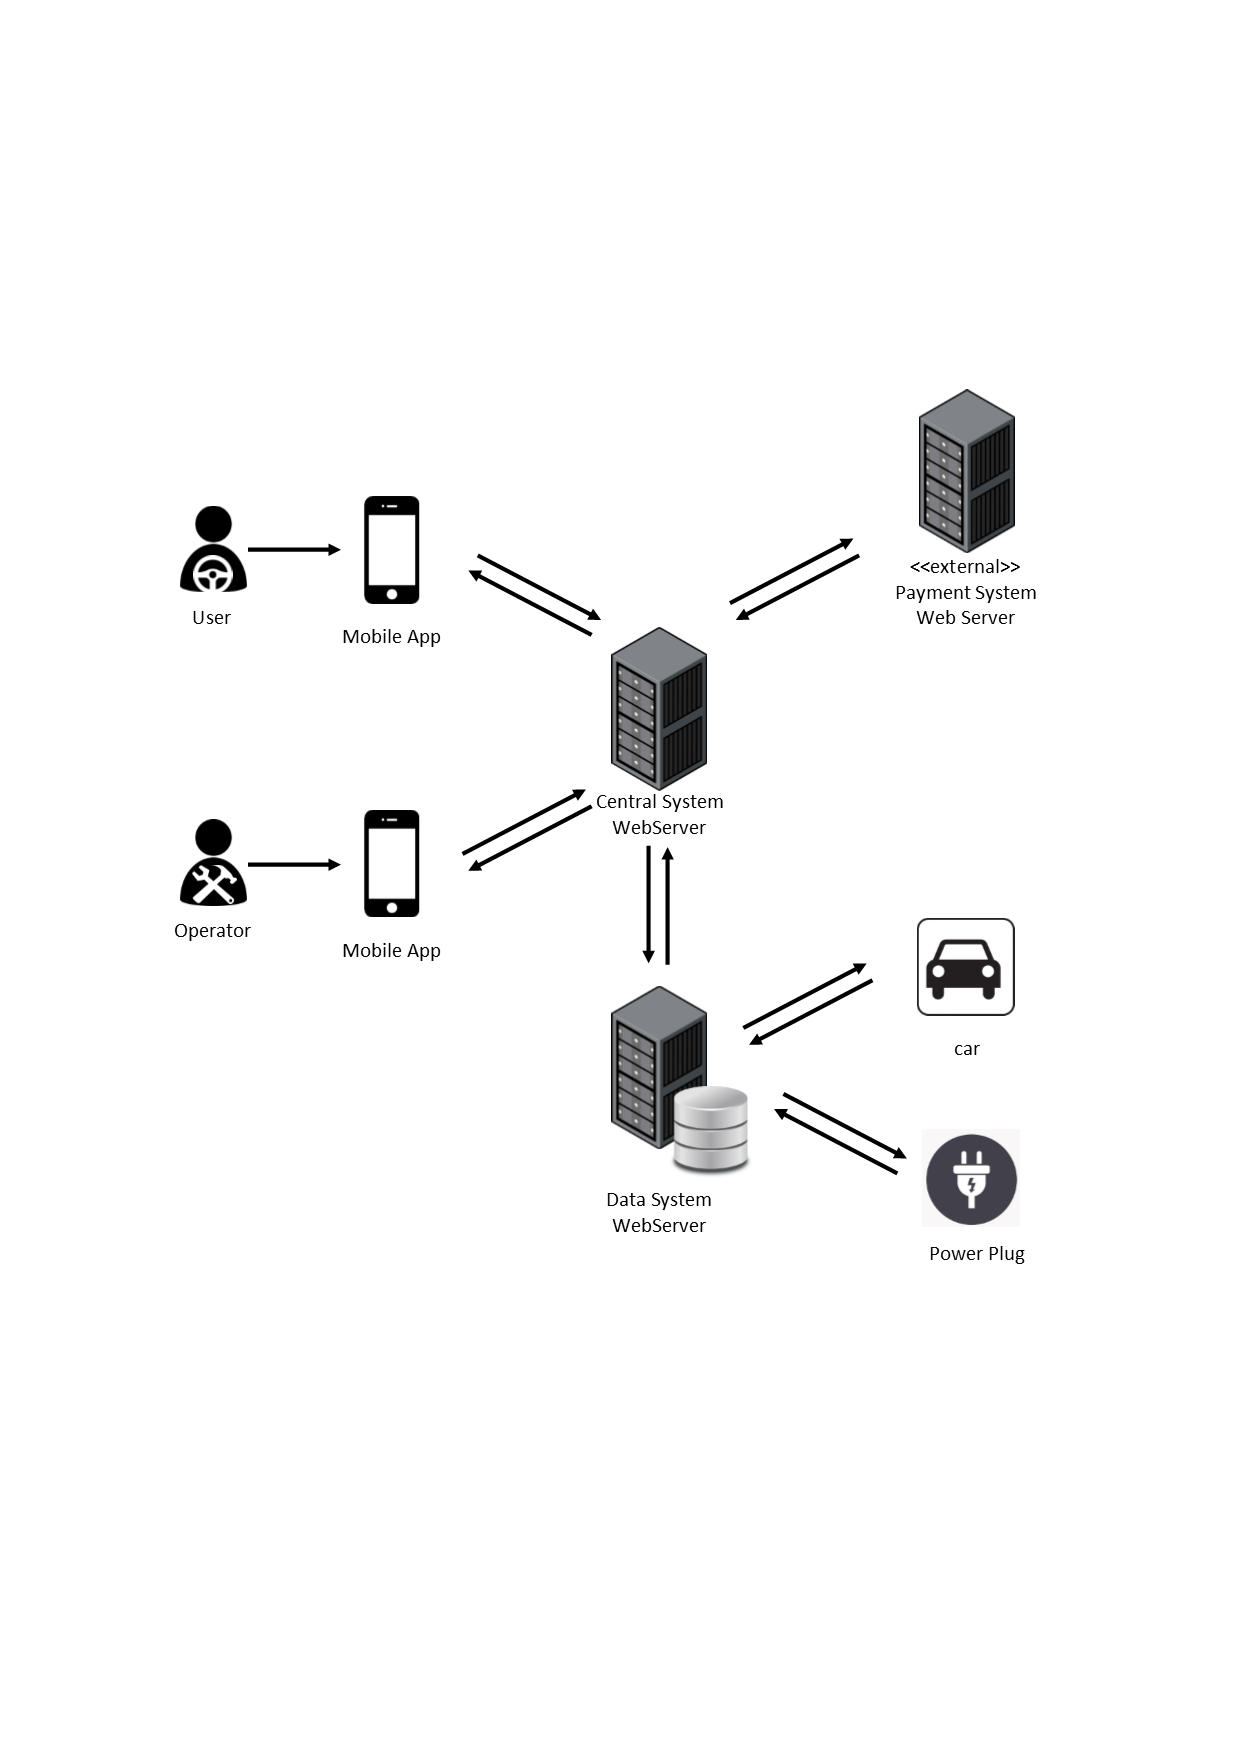 <<external>>
Payment System
Web Server
User
Mobile App
Central System
WebServer
Operator
Mobile App
car
Data System
WebServer
Power Plug